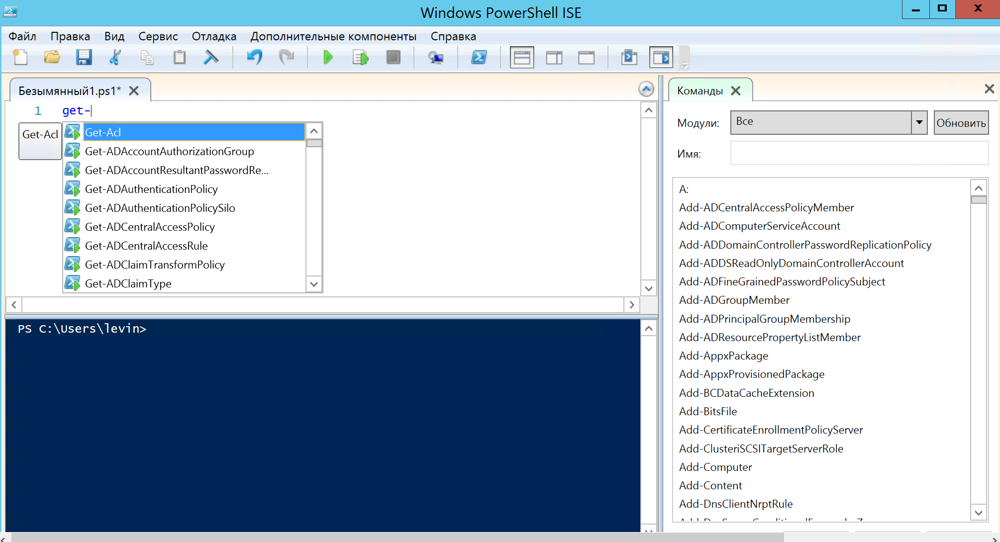 Windows PowerShell ISE
Файл Правка Вид Сервис Отладка Дополнительные компоненты Справка
Безымянный1.ps1*
1 get-
Get-Acl
Get-Acl
Get-ADAccountAuthorizationGroup
Get-ADAccountResultantPasswordRe...
Get-ADAuthenticationPolicy
Get-ADAuthenticationPolicySilo
Get-ADCentralAccessPolicy
Get-ADCentralAccessRule
Get-ADClaimTransformPolicy
Get-ADClaimType
PS C:\Users\levin>
Команды
Модули: Все Обновить
Имя:
A:
Add-ADCentralAccessPolicyMember
Add-ADComputerServiceAccount
Add-ADDomainControllerPasswordReplicationPolicy
Add-ADDSReadOnlyDomainControllerAccount
Add-ADFineGrainedPasswordPolicySubject
Add-ADGroupMember
Add-ADPrincipalGroupMembership
Add-ADResourcePropertyListMember
Add-AppxPackage
Add-AppxProvisionedPackage
Add-BCDataCacheExtension
Add-BitsFile
Add-CertificateEnrollmentPolicyServer
Add-ClusteriSCSITargetServerRole
Add-Computer
Add-Content
Add-DnsClientNrptRule